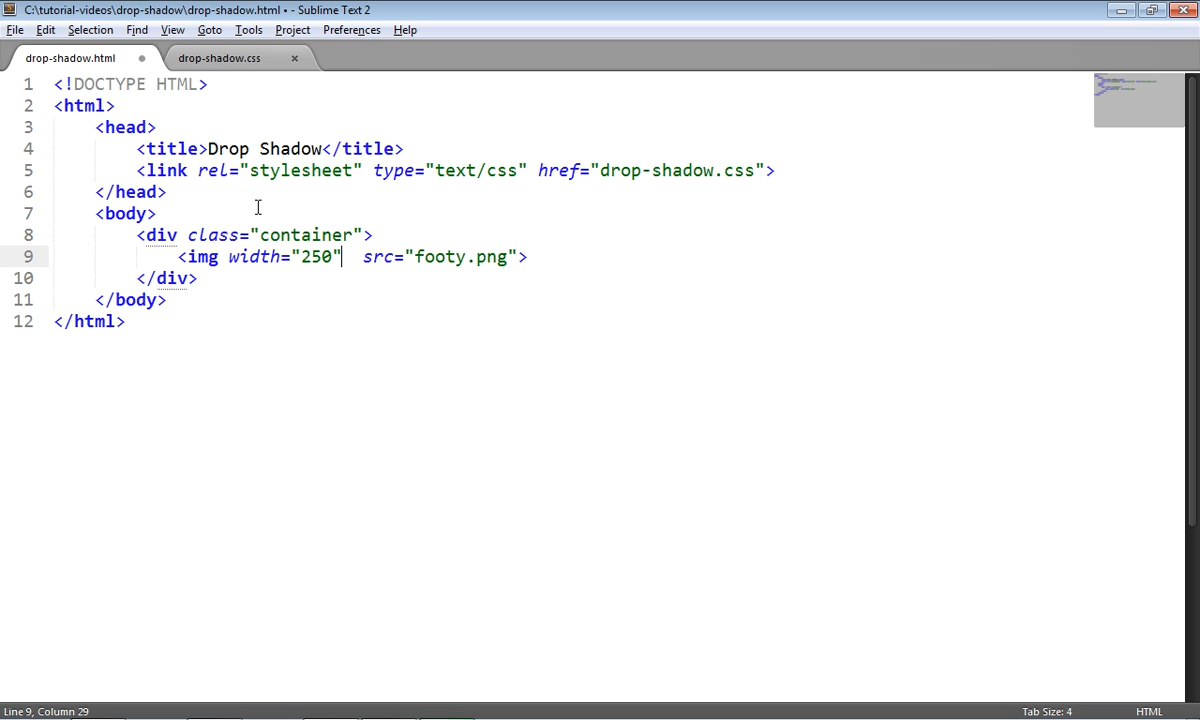 C:\tutorial-videos\drop-shadow\drop-shadow.html • - Sublime Text 2
File Edit Selection Find View Goto Tools Project Preferences Help
drop-shadow.html drop-shadow.css
1 <!DOCTYPE HTML>
2 <html>
3 <head>
4 <title>Drop Shadow</title>
5 <link rel="stylesheet" type="text/css" href="drop-shadow.css">
6 </head>
7 <body>
8 <div class="container">
9 <img width="250"  src="footy.png">
10 </div>
11 </body>
12 </html>
Line 9, Column 29 Tab Size: 4 HTML